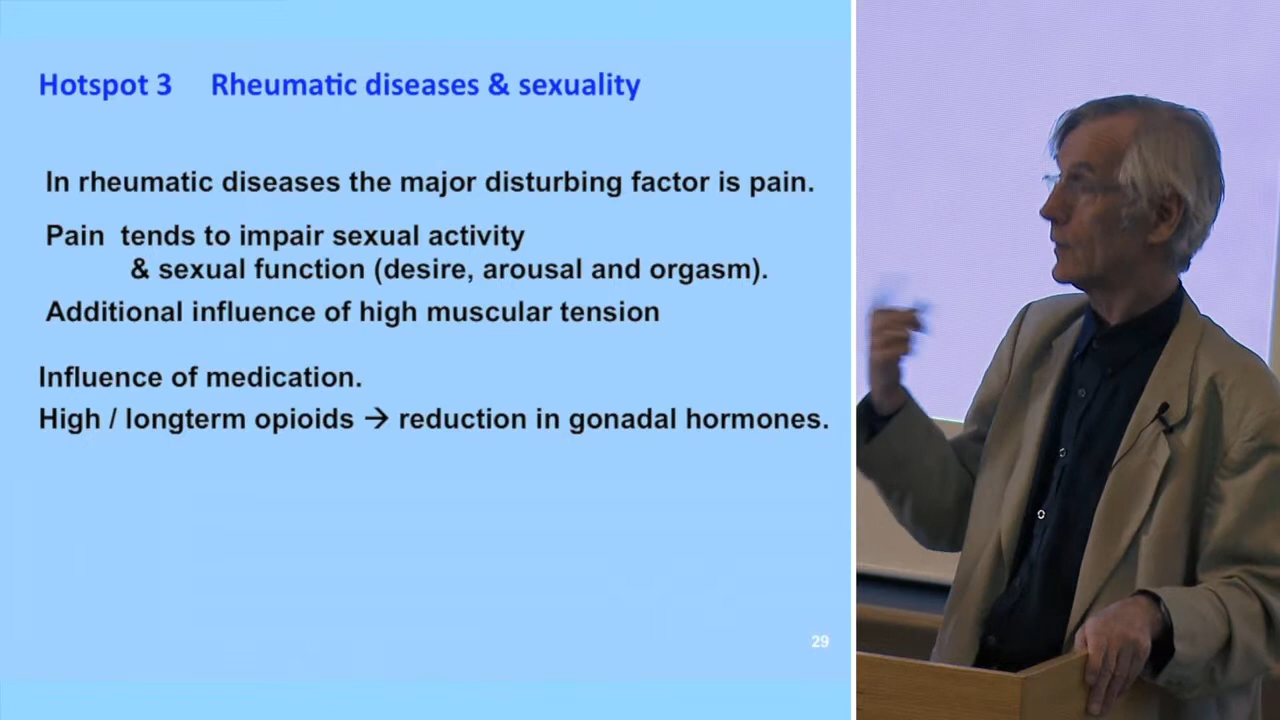 Hotspot 3 Rheumatic diseases & sexuality
In rheumatic diseases the major disturbing factor is pain.
Pain tends to impair sexual activity
& sexual function (desire, arousal and orgasm).
Additional influence of high muscular tension
Influence of medication.
High / longterm opioids → reduction in gonadal hormones.
29